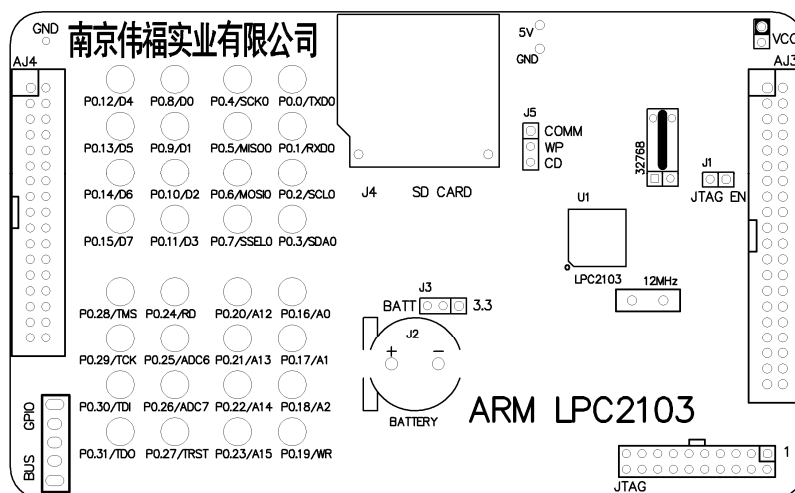 GND 南京伟福实业有限公司 5V VCC
GND
AJ4 AJ3
P0.12/D4 P0.8/D0 P0.4/SCK0 P0.0/TXD0
J5
COMM
P0.13/D5 P0.9/D1 P0.5/MISO0 P0.1/RXD0
WP
CD
32768
J1
JTAG EN
P0.14/D6 P0.10/D2 P0.6/MOSI0 P0.2/SCL0
J4 SD CARD
U1
P0.15/D7 P0.11/D3 P0.7/SSEL0 P0.3/SDA0
LPC2103 12MHz
J3
BATT 3.3
P0.28/TMS P0.24/RD P0.20/A12 P0.16/A0
J2
+ −
P0.29/TCK P0.25/ADC6 P0.21/A13 P0.17/A1
P0.30/TDI P0.26/ADC7 P0.22/A14 P0.18/A2
GPIO
BATTERY
ARM LPC2103
P0.31/TDO P0.27/TRST P0.23/A15 P0.19/WR
BUS
1
JTAG